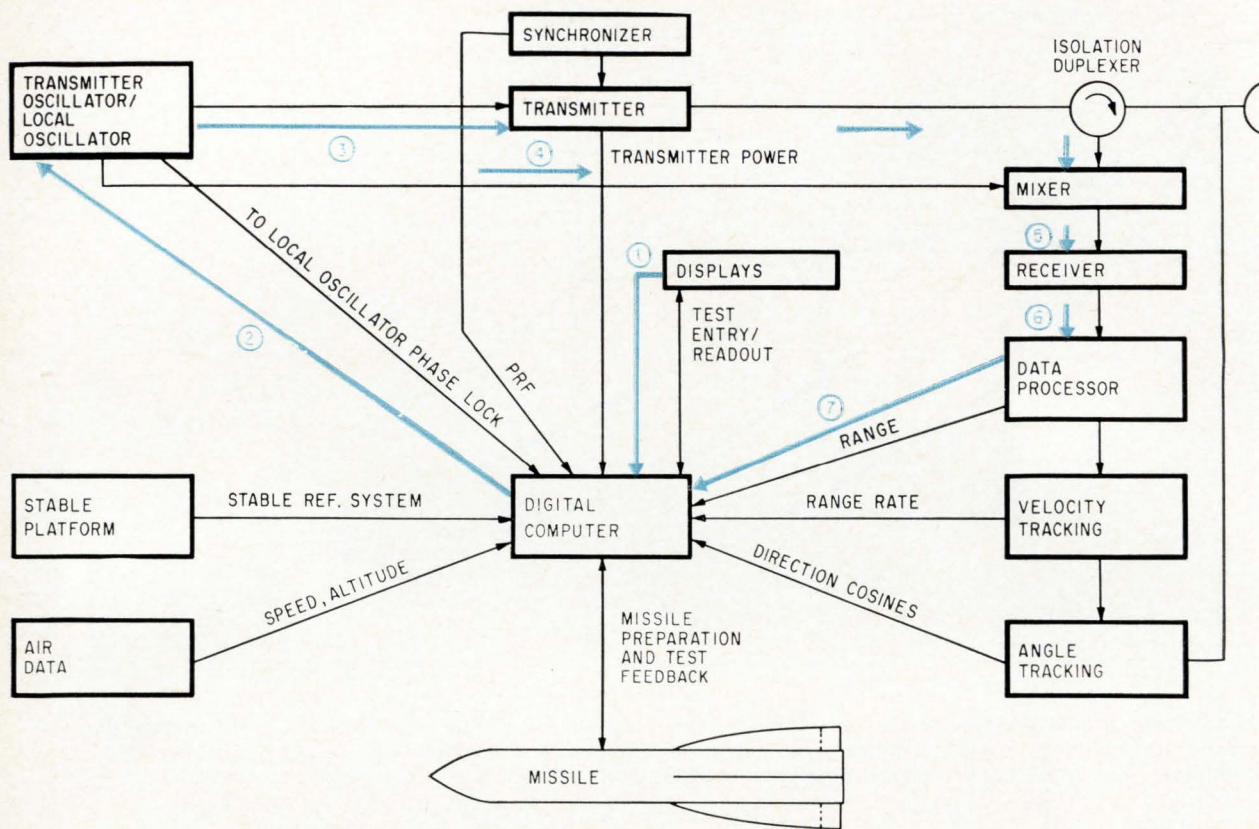 SYNCHRONIZER
ISOLATION
DUPLEXER
TRANSMITTER
OSCILLATOR/
LOCAL
OSCILLATOR
TRANSMITTER
3
4
TRANSMITTER POWER
MIXER
TO LOCAL OSCILLATOR PHASE LOCK
1
DISPLAYS
5
RECEIVER
2
PRF
TEST
ENTRY/
READOUT
6
DATA
PROCESSOR
7
RANGE
STABLE
PLATFORM
STABLE REF. SYSTEM
DIGITAL
COMPUTER
RANGE RATE
VELOCITY
TRACKING
SPEED, ALTITUDE
DIRECTION COSINES
AIR
DATA
MISSILE
PREPARATION
AND TEST
FEEDBACK
ANGLE
TRACKING
MISSILE